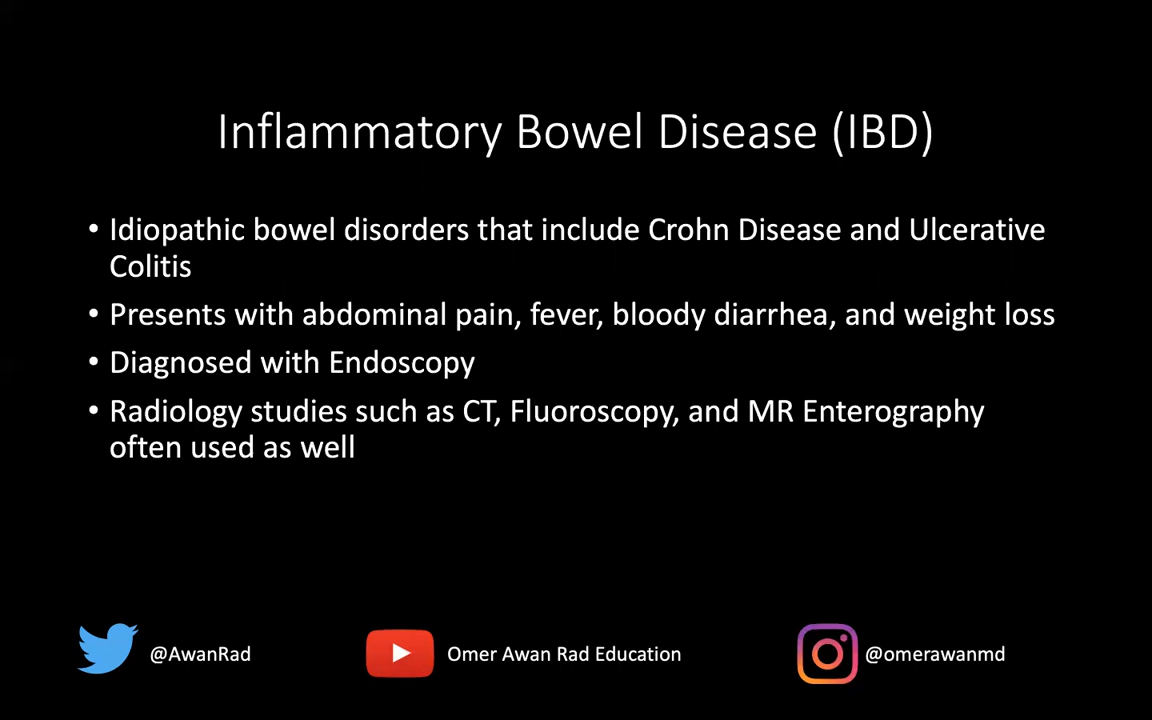 Inflammatory Bowel Disease (IBD)
• Idiopathic bowel disorders that include Crohn Disease and Ulcerative
Colitis
• Presents with abdominal pain, fever, bloody diarrhea, and weight loss
• Diagnosed with Endoscopy
• Radiology studies such as CT, Fluoroscopy, and MR Enterography
often used as well
@AwanRad
Omer Awan Rad Education
@omerawanmd